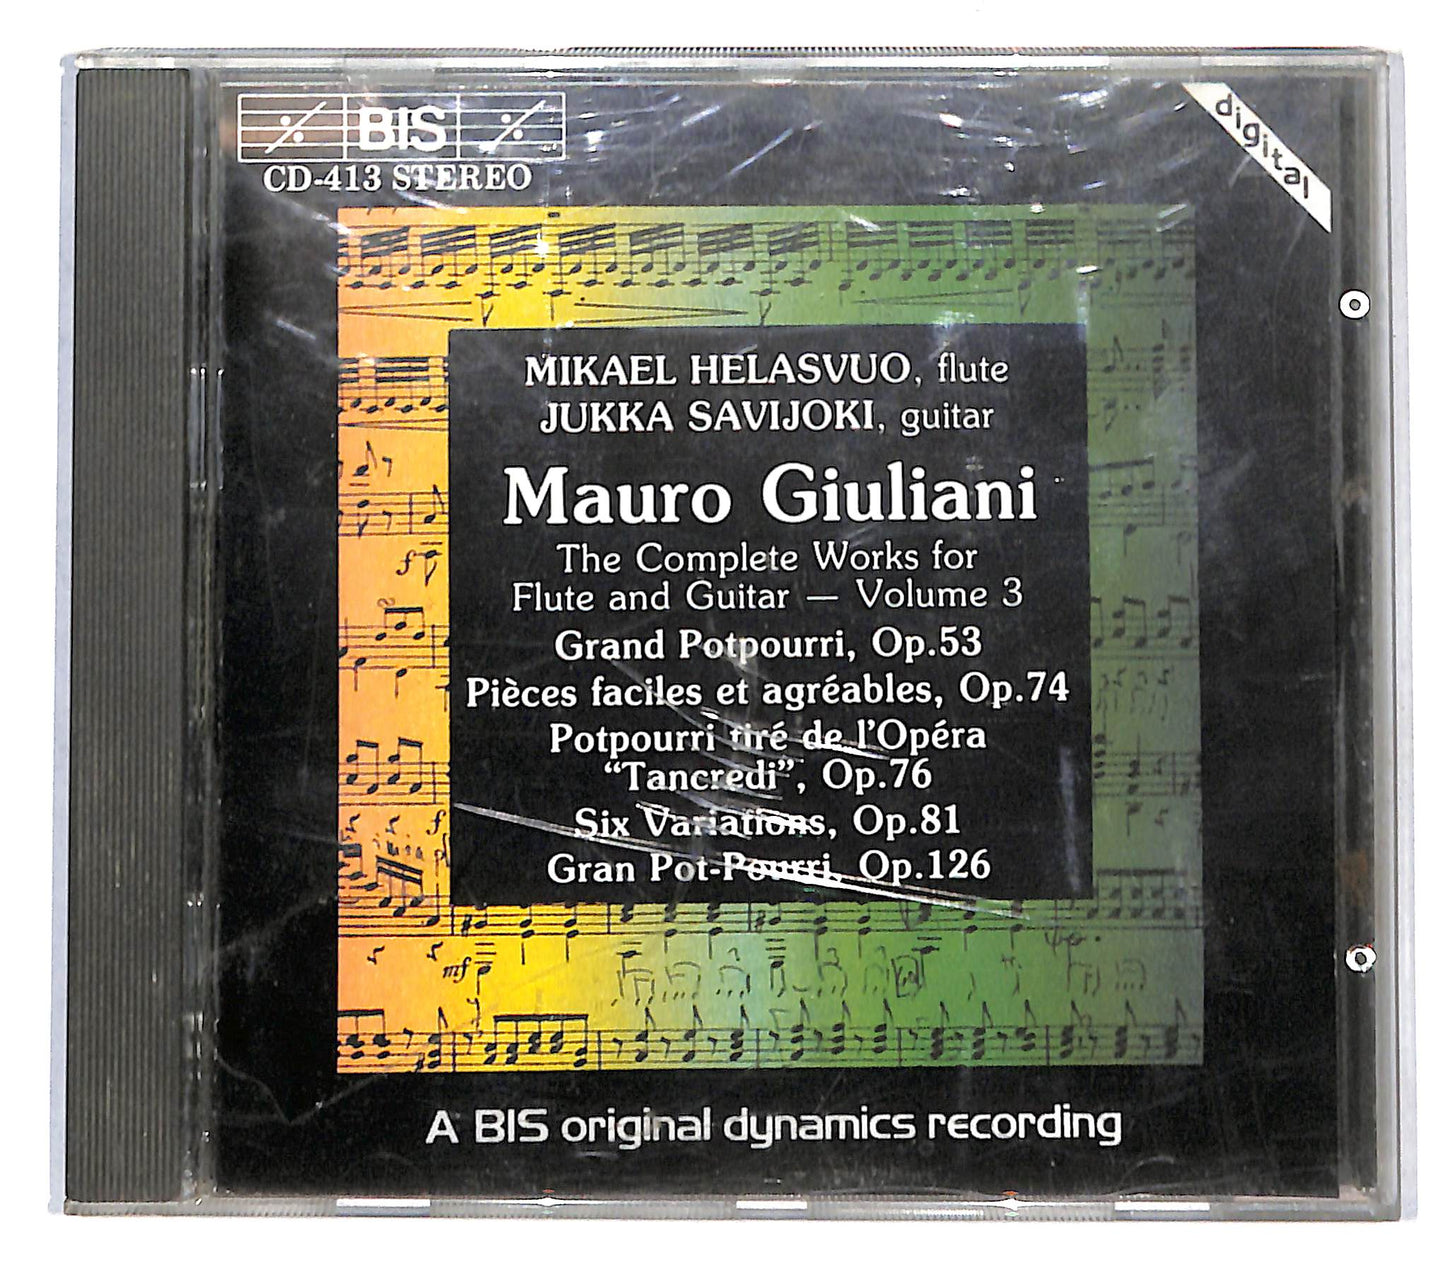 BIS
CD-413 STEREO
digital
MIKAEL HELASVUO, flute
JUKKA SAVIJOKI, guitar
Mauro Giuliani
The Complete Works for
Flute and Guitar — Volume 3
Grand Potpourri, Op.53
Pièces faciles et agréables, Op.74
Potpourri tiré de l'Opéra
“Tancredi”, Op.76
Six Variations, Op.81
Gran Pot-Pourri, Op.126
f
f
mf
A BIS original dynamics recording